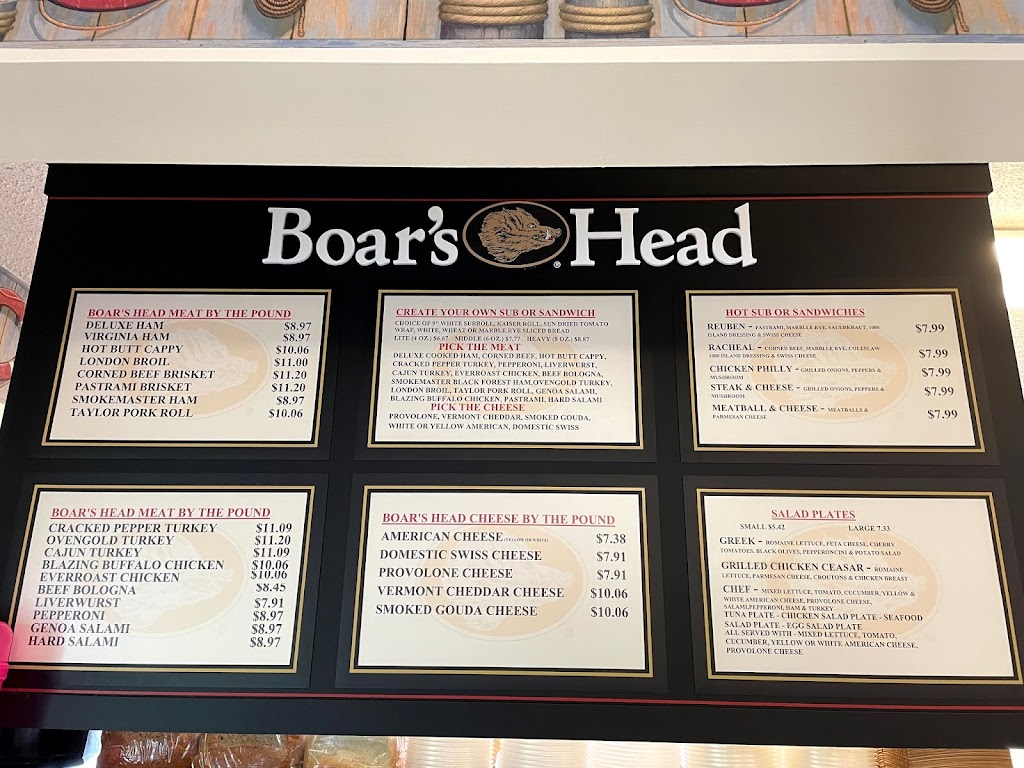 Boar's Head
BOAR'S HEAD MEAT BY THE POUND
DELUXE HAM $8.97
VIRGINIA HAM $8.97
HOT BUTT CAPPY $10.06
LONDON BROIL $11.00
CORNED BEEF BRISKET $11.20
PASTRAMI BRISKET $11.20
SMOKEMASTER HAM $8.97
TAYLOR PORK ROLL $10.06
CREATE YOUR OWN SUB OR SANDWICH
CHOICE OF 9" WHITE SUBROLL, KAISER ROLL, SUN DRIED TOMATO
WRAP, WHITE, WHEAT OR MARBLE RYE SLICED BREAD
LITE (4 OZ.) $6.67 MIDDLE (6 OZ.) $7.77 HEAVY (8 OZ.) $8.87
PICK THE MEAT
DELUXE COOKED HAM, CORNED BEEF, HOT BUTT CAPPY,
CRACKED PEPPER TURKEY, PEPPERONI, LIVERWURST,
CAJUN TURKEY, EVERROAST CHICKEN, BEEF BOLOGNA,
SMOKEMASTER BLACK FOREST HAM,OVENGOLD TURKEY,
LONDON BROIL, TAYLOR PORK ROLL, GENOA SALAMI,
BLAZING BUFFALO CHICKEN, PASTRAMI, HARD SALAMI
PICK THE CHEESE
PROVOLONE, VERMONT CHEDDAR, SMOKED GOUDA,
WHITE OR YELLOW AMERICAN, DOMESTIC SWISS
HOT SUB OR SANDWICHES
REUBEN - PASTRAMI, MARBLLE RYE, SAUERKRAUT, 1000 $7.99
ISLAND DRESSING & SWISS CHEESE
RACHEAL - CORNED BEEF, MARBLLE RYE, COLESLAW $7.99
1000 ISLAND DRESSING & SWISS CHEESE
CHICKEN PHILLY - GRILLED ONIONS, PEPPERS & $7.99
MUSHROOM
STEAK & CHEESE - GRILLED ONIONS, PEPPERS & $7.99
MUSHROOM
MEATBALL & CHEESE - MEATBALLS & $7.99
PARMESAN CHEESE
BOAR'S HEAD MEAT BY THE POUND
CRACKED PEPPER TURKEY $11.09
OVENGOLD TURKEY $11.20
CAJUN TURKEY $11.09
BLAZING BUFFALO CHICKEN $10.06
EVERROAST CHICKEN $10.06
BEEF BOLOGNA $8.45
LIVERWURST $7.91
PEPPERONI $8.97
GENOA SALAMI $8.97
HARD SALAMI $8.97
BOAR'S HEAD CHEESE BY THE POUND
AMERICAN CHEESE (YELLOW OR WHITE) $7.38
DOMESTIC SWISS CHEESE $7.91
PROVOLONE CHEESE $7.91
VERMONT CHEDDAR CHEESE $10.06
SMOKED GOUDA CHEESE $10.06
SALAD PLATES
SMALL $5.42 LARGE 7.33
GREEK - ROMAINE LETTUCE, FETA CHEESE, CHERRY
TOMATOES, BLACK OLIVES, PEPPERONCINI & POTATO SALAD
GRILLED CHICKEN CEASAR - ROMAINE
LETTUCE, PARMESAN CHEESE, CROUTONS & CHICKEN BREAST
CHEF - MIXED LETTUCE, TOMATO, CUCUMBER, YELLOW &
WHITE AMERICAN CHEESE, PROVOLONE CHEESE,
SALAMI,PEPPERONI, HAM & TURKEY
TUNA PLATE - CHICKEN SALAD PLATE - SEAFOOD
SALAD PLATE - EGG SALAD PLATE
ALL SERVED WITH - MIXED LETTUCE, TOMATO,
CUCUMBER, YELLOW OR WHITE AMERICAN CHEESE,
PROVOLONE CHEESE